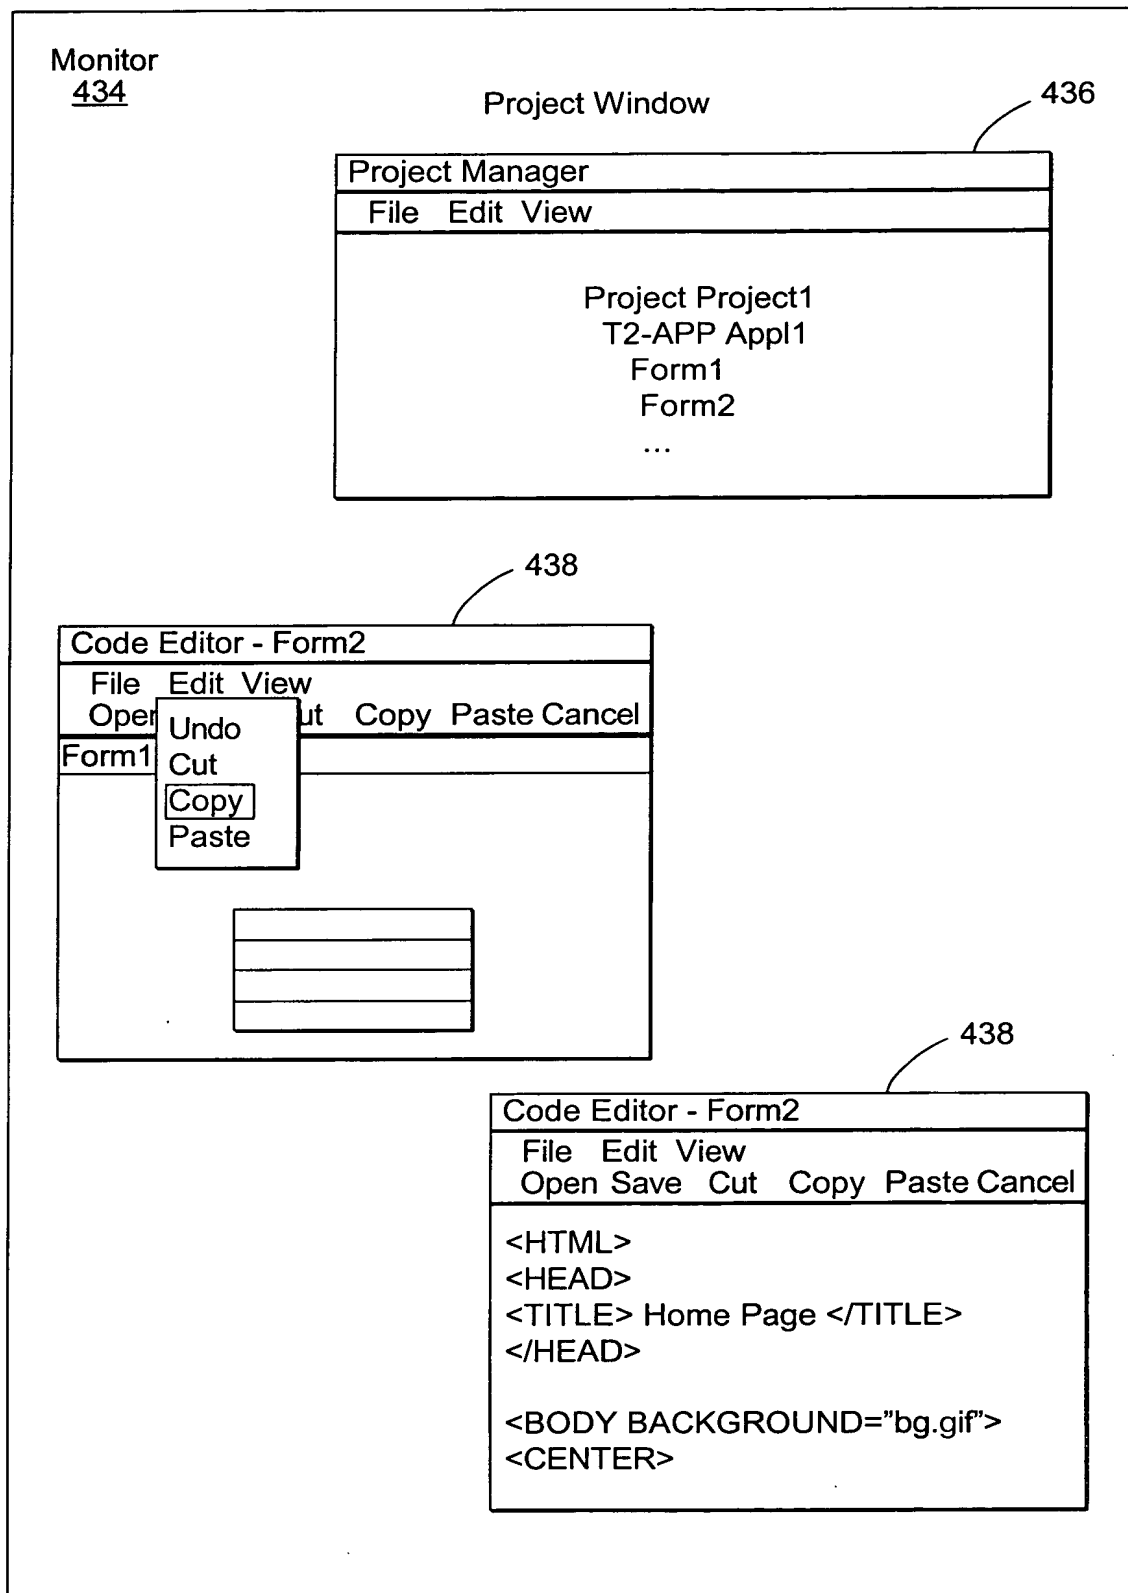 Monitor
434
Project Window
436
Project Manager
File Edit View
Project Project1
T2-APP Appl1
Form1
Form2
...
438
Code Editor - Form2
File Edit View
Copy Paste Cancel
Form1
Undo
Cut
Copy
Paste
438
Code Editor - Form2
File Edit View
Open Save Cut Copy Paste Cancel
<HTML>
<HEAD>
<TITLE> Home Page </TITLE>
</HEAD>
<BODY BACKGROUND=”bg.gif”>
<CENTER>